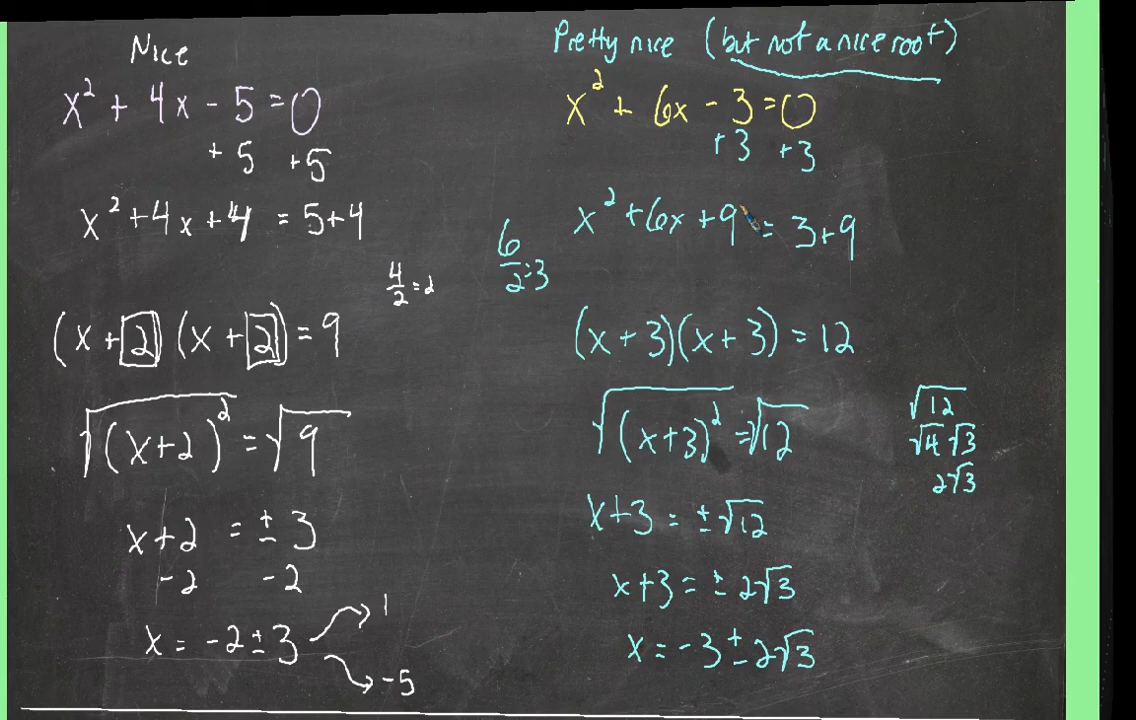 Nice
x² + 4x - 5 = 0
+ 5 +5
x² + 4x + 4 = 5 + 4
4/2 = 2
(x + 2) (x + 2) = 9
√(x+2)² = √9
x+2 = ± 3
-2 -2
x = -2 ± 3
1
-5
Pretty nice (but not a nice root)
x² + 6x - 3 = 0
+ 3 + 3
x² + 6x + 9 = 3 + 9
6/2 = 3
(x + 3)(x + 3) = 12
√(x+3)² = √12
√12
√4 √3
2√3
x+3 = ± √12
x+3 = ± 2√3
x = -3 ± 2√3